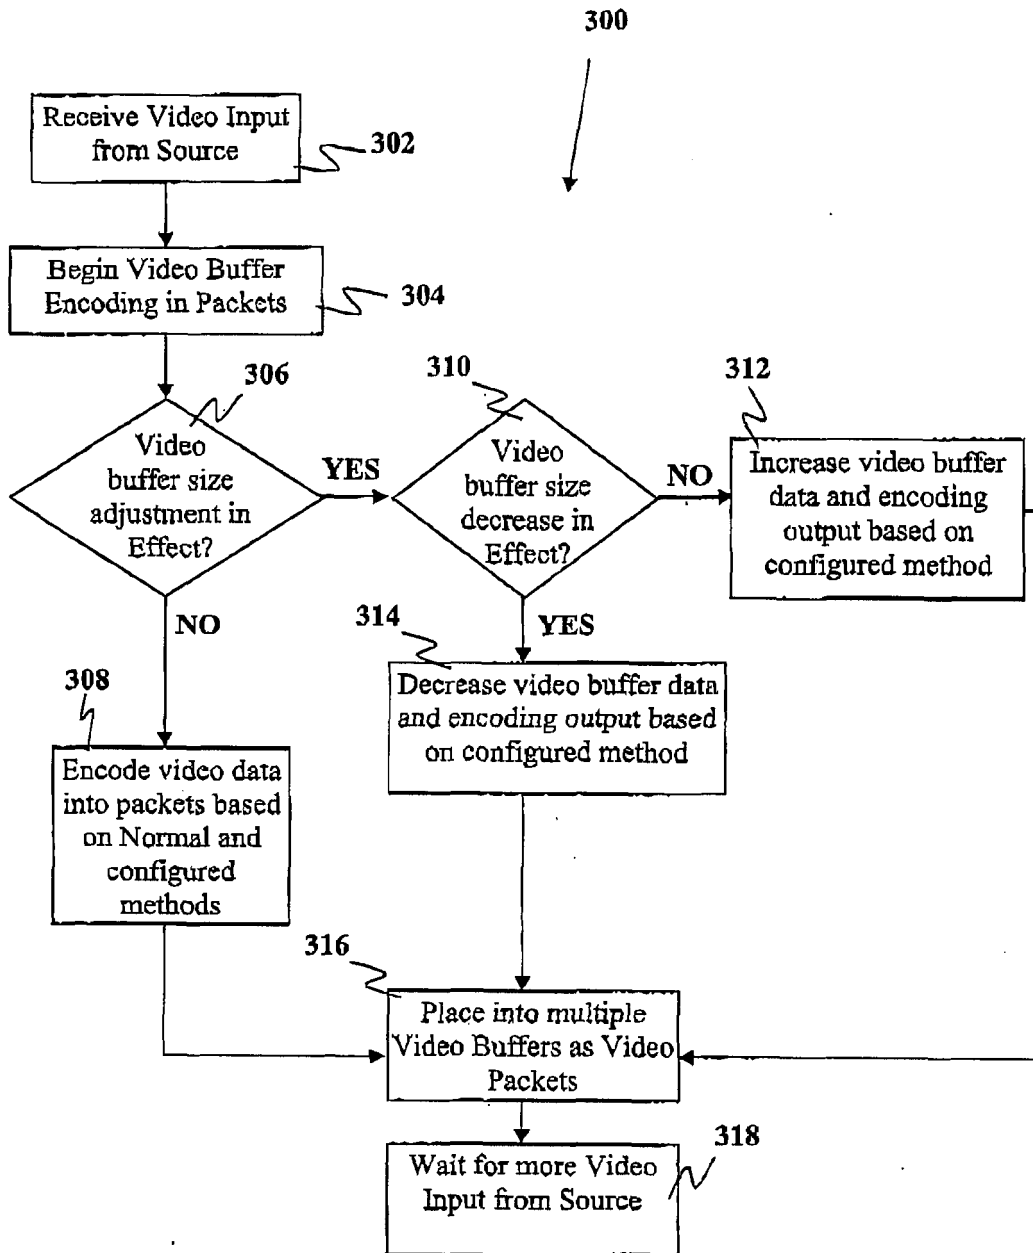 300
Receive Video Input
from Source
302
Begin Video Buffer
Encoding in Packets
304
306
Video
buffer size
adjustment in
Effect?
YES
NO
310
Video
buffer size
decrease in
Effect?
NO
YES
312
Increase video buffer
data and encoding
output based on
configured method
314
Decrease video buffer data
and encoding output based
on configured method
308
Encode video data
into packets based
on Normal and
configured
methods
316
Place into multiple
Video Buffers as Video
Packets
318
Wait for more Video
Input from Source